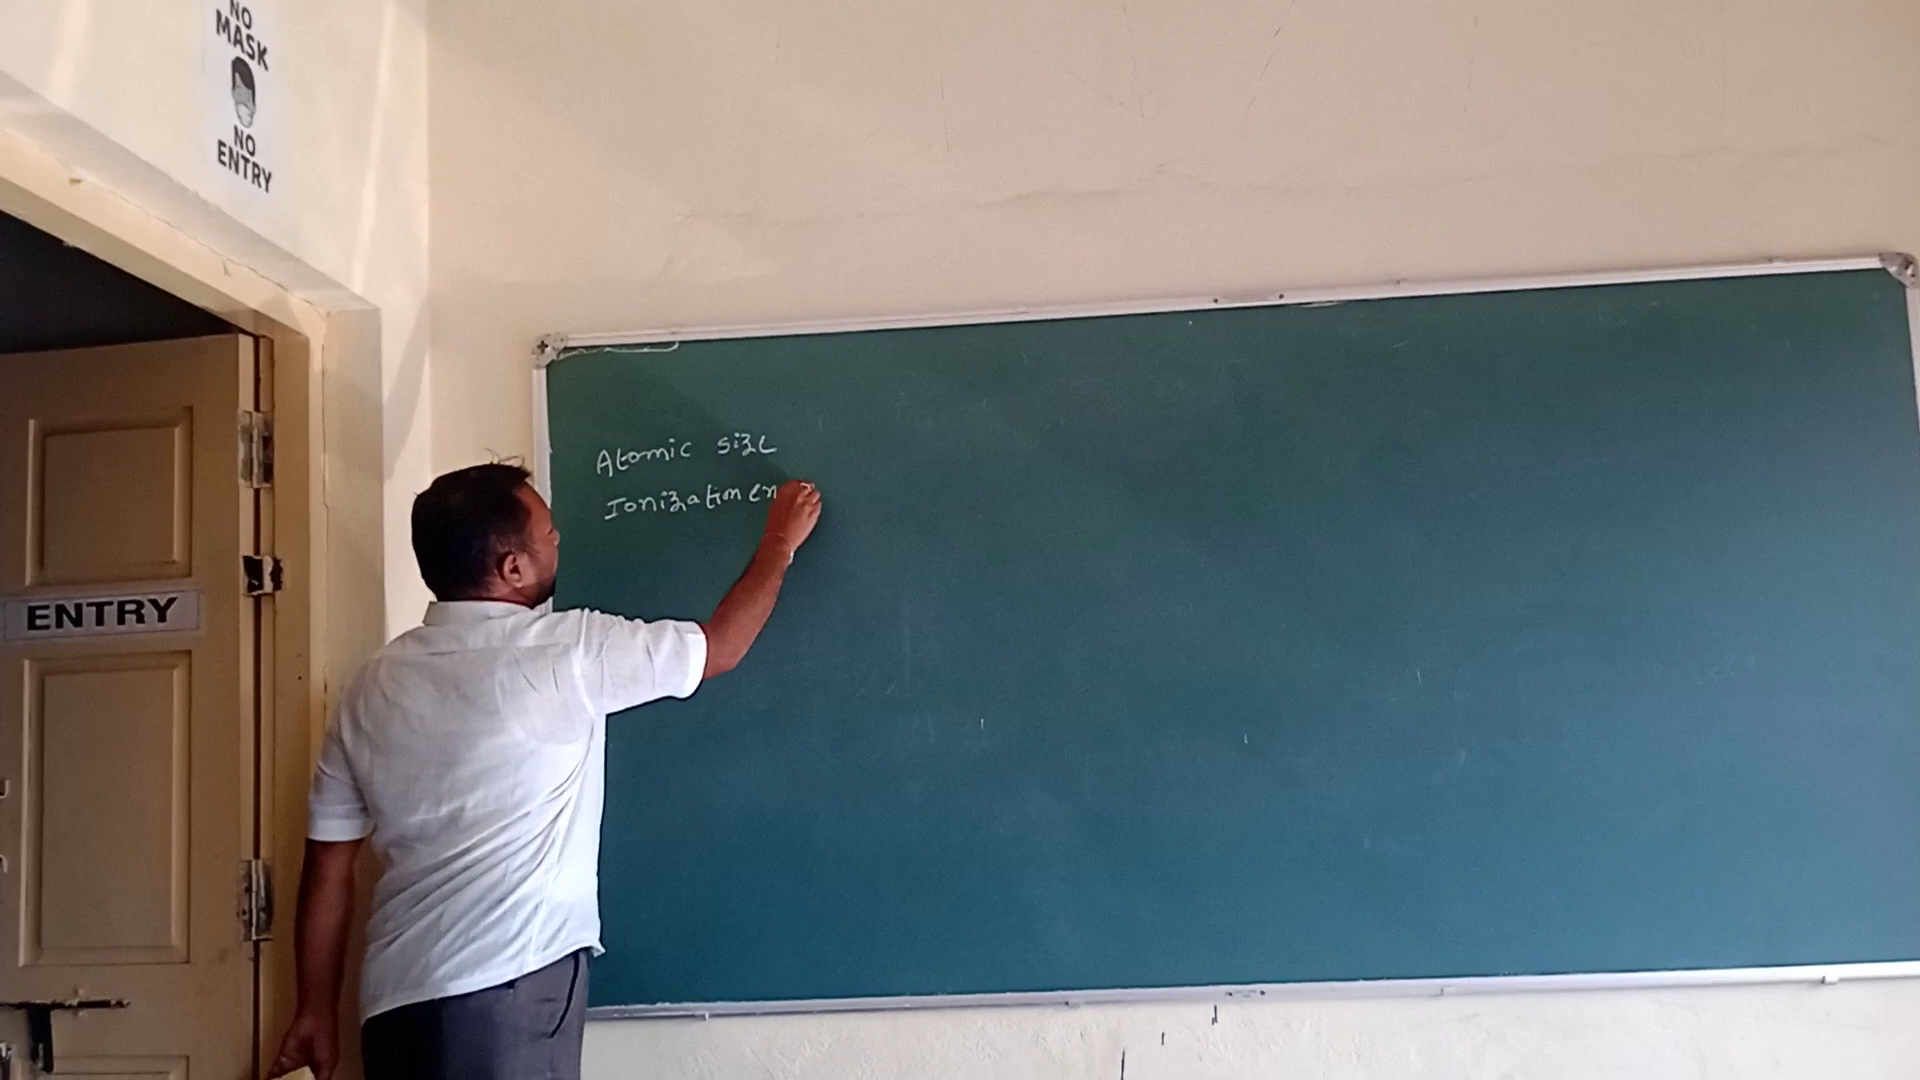 NO
MASK
NO
ENTRY
ENTRY
Atomic size
Ionization en